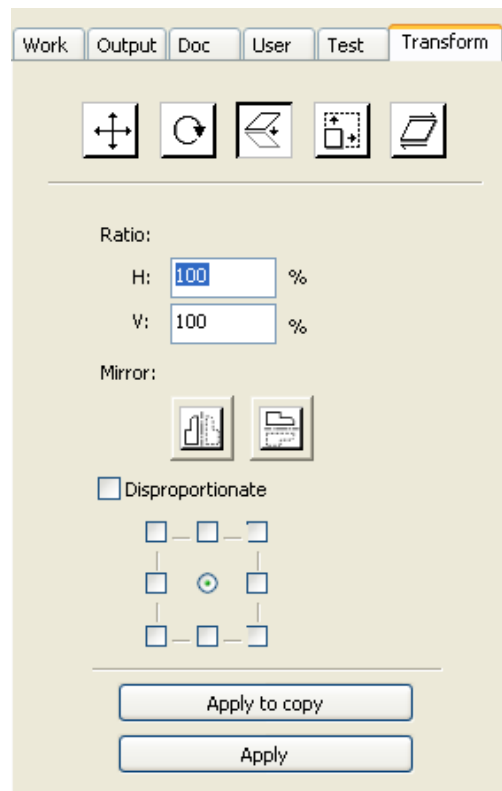 Work Output Doc User Test Transform
Ratio:
H: 100 %
V: 100 %
Mirror:
Disproportionate
Apply to copy
Apply